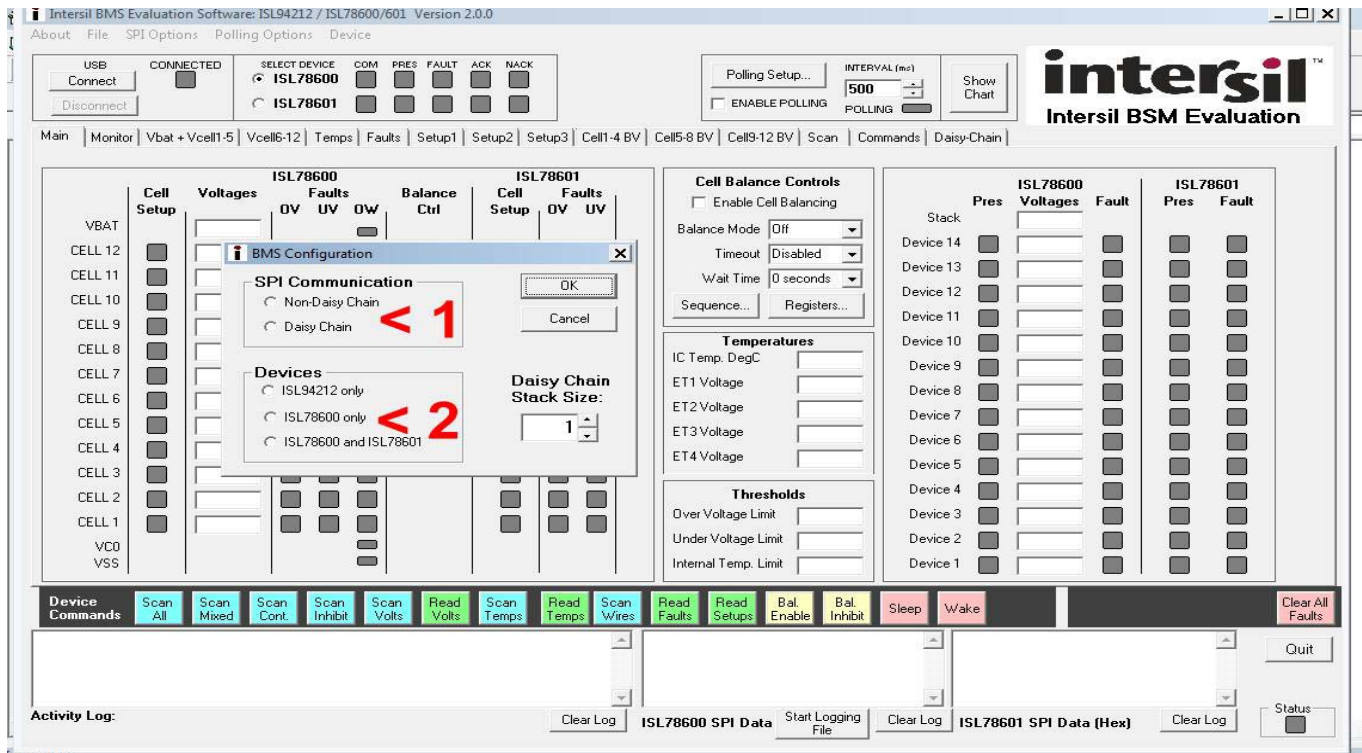 Intersil BMS Evaluation Software: ISL94212 / ISL78600/601 Version 2.0.0
About File SPI Options Polling Options Device
USB
Connect
Disconnect
CONNECTED
SELECT DEVICE COM PRES FAULT ACK NACK
ISL78600
ISL78601
Polling Setup...
ENABLE POLLING
INTERVAL (ms)
500
POLLING
Show
Chart
intersil™
Intersil BSM Evaluation
Main Monitor Vbat + Vcell1-5 Vcell6-12 Temps Faults Setup1 Setup2 Setup3 Cell1-4 BV Cell5-8 BV Cell9-12 BV Scan Commands Daisy-Chain
ISL78600 ISL78601
Cell Setup Voltages Faults OV UV OW Balance Ctrl Cell Setup Faults OV UV
VBAT
CELL 12
CELL 11
CELL 10
CELL 9
CELL 8
CELL 7
CELL 6
CELL 5
CELL 4
CELL 3
CELL 2
CELL 1
VC0
VSS
BMS Configuration
SPI Communication
Non-Daisy Chain
Daisy Chain
< 1
OK
Cancel
Devices
ISL94212 only
ISL78600 only
ISL78600 and ISL78601
< 2
Daisy Chain
Stack Size:
1
Cell Balance Controls
Enable Cell Balancing
Balance Mode Off
Timeout Disabled
Wait Time 0 seconds
Sequence... Registers...
Temperatures
IC Temp. DegC
ET1 Voltage
ET2 Voltage
ET3 Voltage
ET4 Voltage
Thresholds
Over Voltage Limit
Under Voltage Limit
Internal Temp. Limit
ISL78600 ISL78601
Pres Voltages Fault Pres Fault
Stack
Device 14
Device 13
Device 12
Device 11
Device 10
Device 9
Device 8
Device 7
Device 6
Device 5
Device 4
Device 3
Device 2
Device 1
Device Commands
Scan All
Scan Mixed
Scan Cont.
Scan Inhibit
Scan Volts
Read Volts
Scan Temps
Read Temps
Scan Wires
Read Faults
Read Setups
Bal. Enable
Bal. Inhibit
Sleep
Wake
Clear All Faults
Quit
Activity Log:
Clear Log
ISL78600 SPI Data
Start Logging File
Clear Log
ISL78601 SPI Data (Hex)
Clear Log
Status